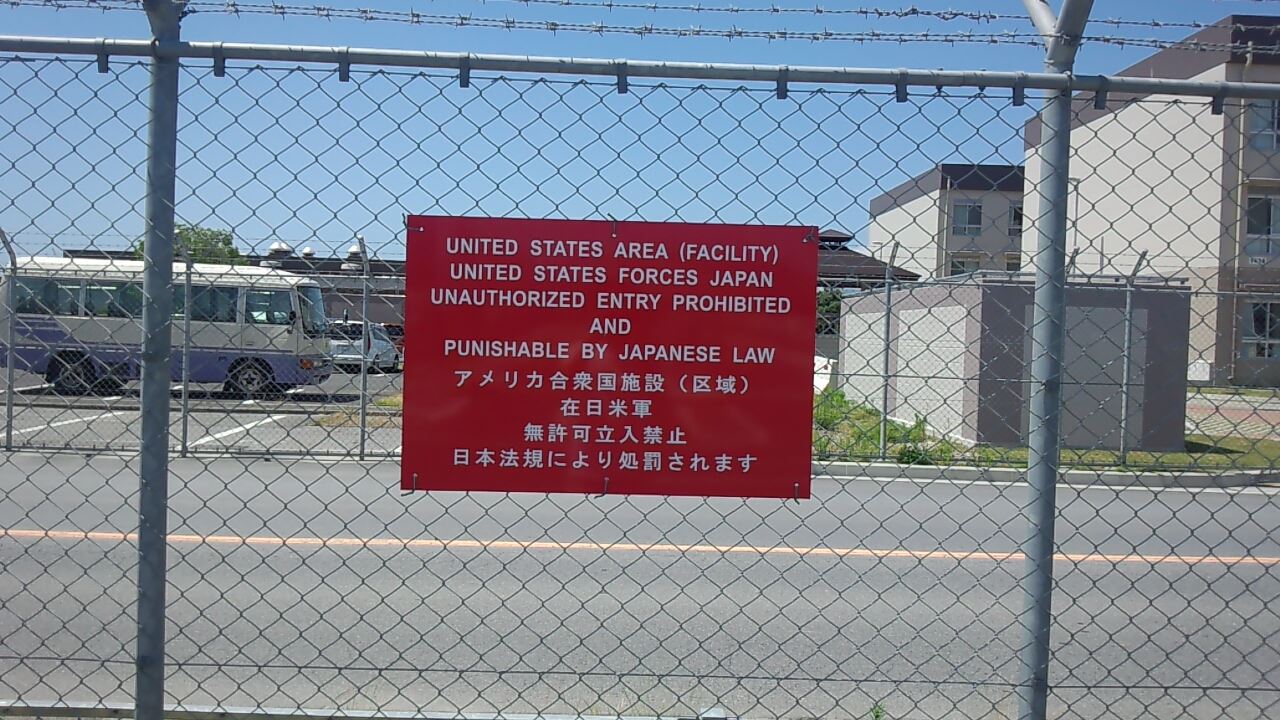 UNITED STATES AREA (FACILITY)
UNITED STATES FORCES JAPAN
UNAUTHORIZED ENTRY PROHIBITED
AND
PUNISHABLE BY JAPANESE LAW
アメリカ合衆国施設（区域）
在日米軍
無許可立入禁止
日本法規により処罰されます